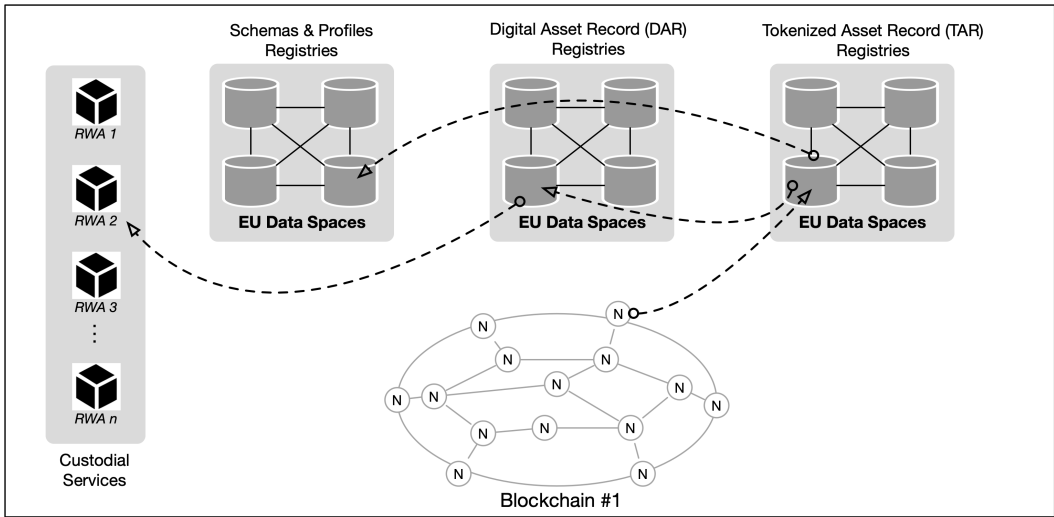 Schemas & Profiles
Registries
Digital Asset Record (DAR)
Registries
Tokenized Asset Record (TAR)
Registries
RWA 1
RWA 2
RWA 3
⋮
RWA n
Custodial
Services
EU Data Spaces
EU Data Spaces
EU Data Spaces
N
N
N
N
N
N
N
N
N
N
N
N
N
N
Blockchain #1